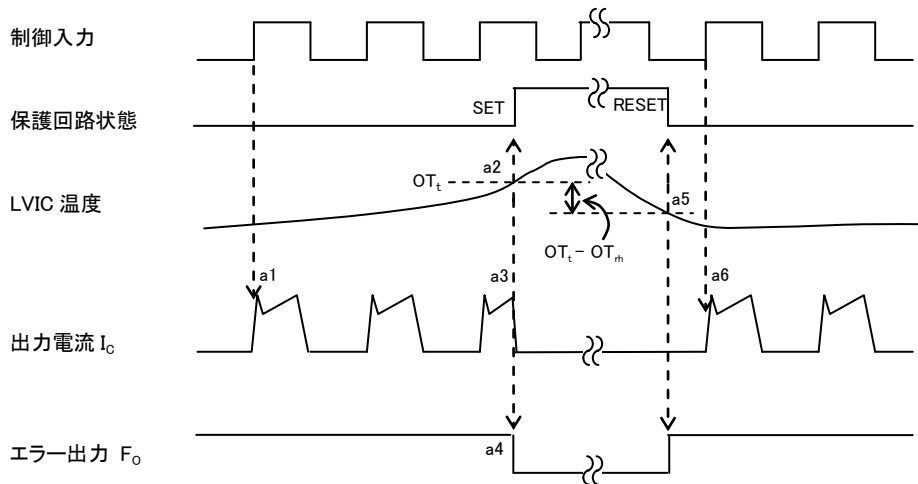 制御入力
保護回路状態
SET
RESET
LVIC 温度
OTt
a2
a5
OTt − OTrh
a1
a3
a6
出力電流 IC
エラー出力 FO
a4